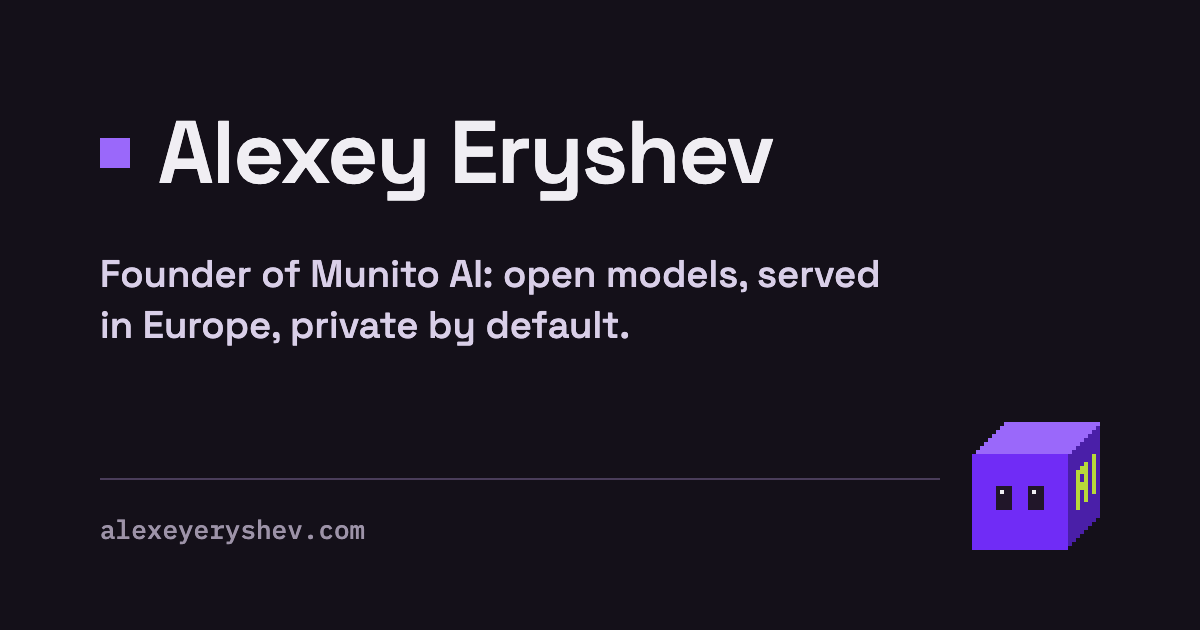 Alexey Eryshev
Founder of Munito AI: open models, served
in Europe, private by default.
AI
alexeyeryshev.com